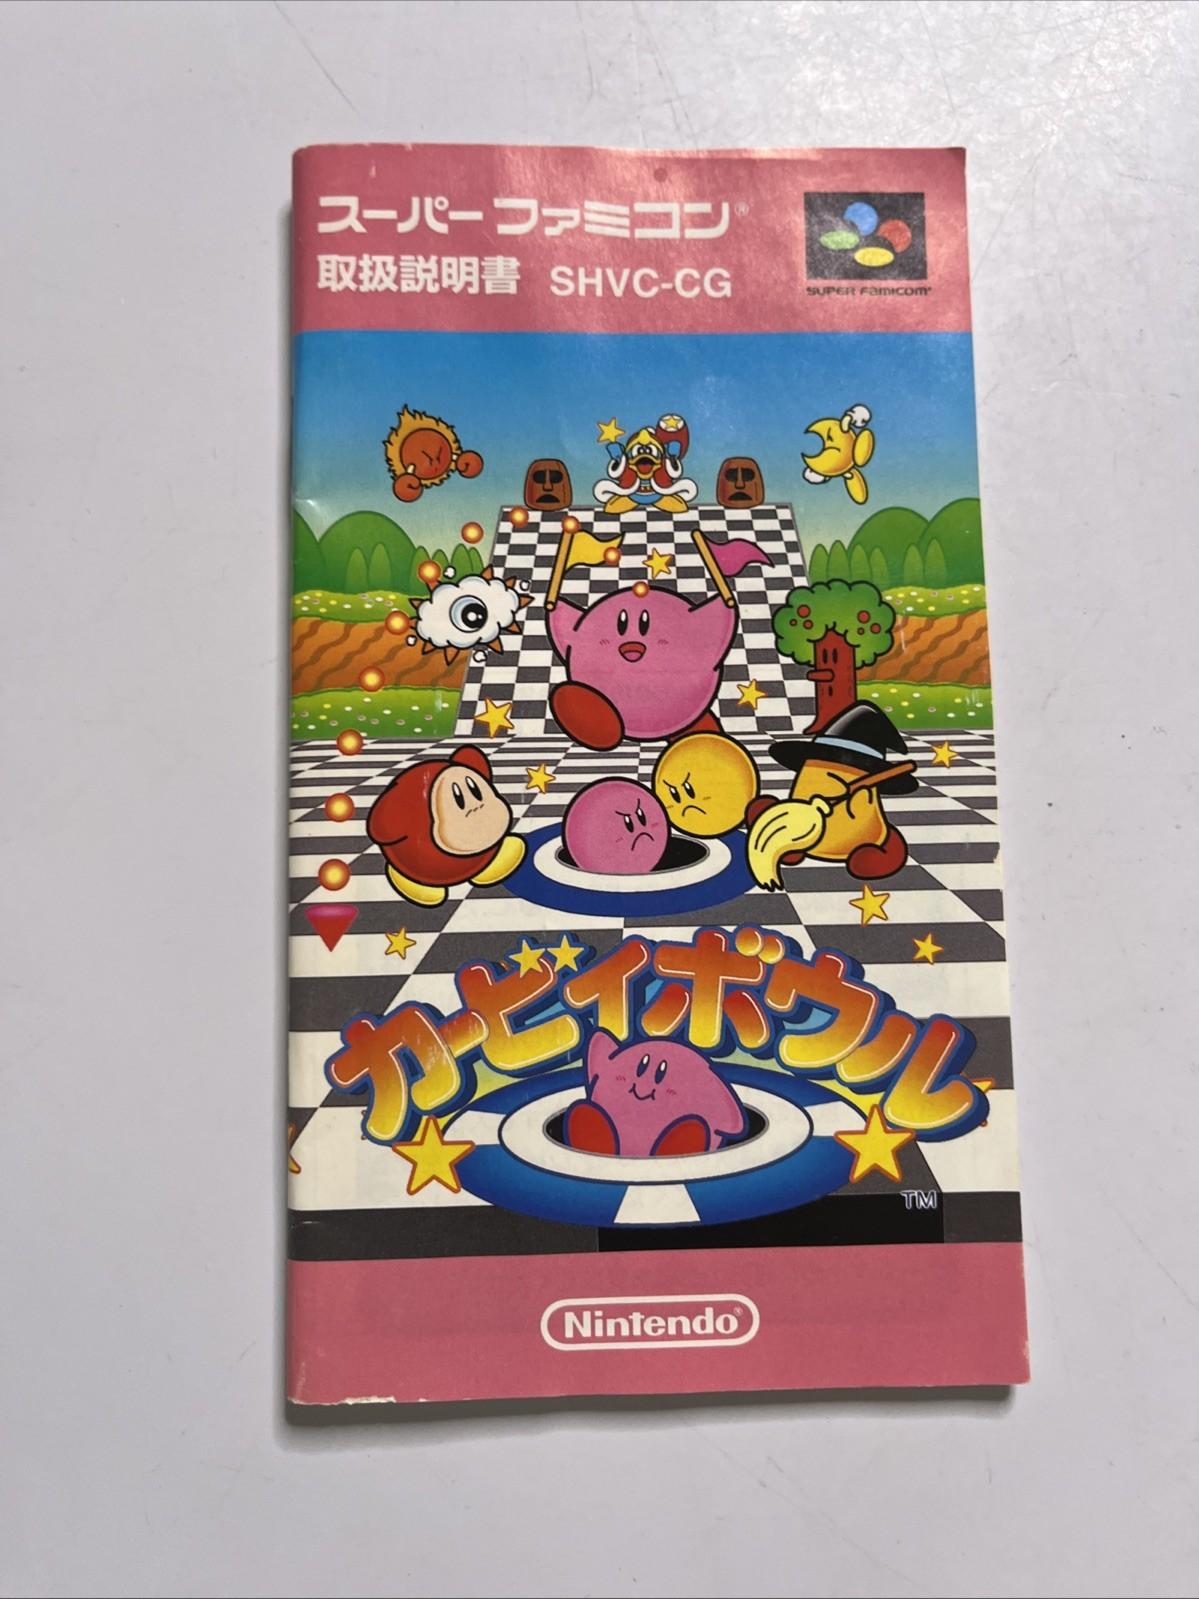 スーパーファミコン®
取扱説明書 SHVC-CG
SUPER FAMICOM®
カービィボウル
TM
Nintendo®